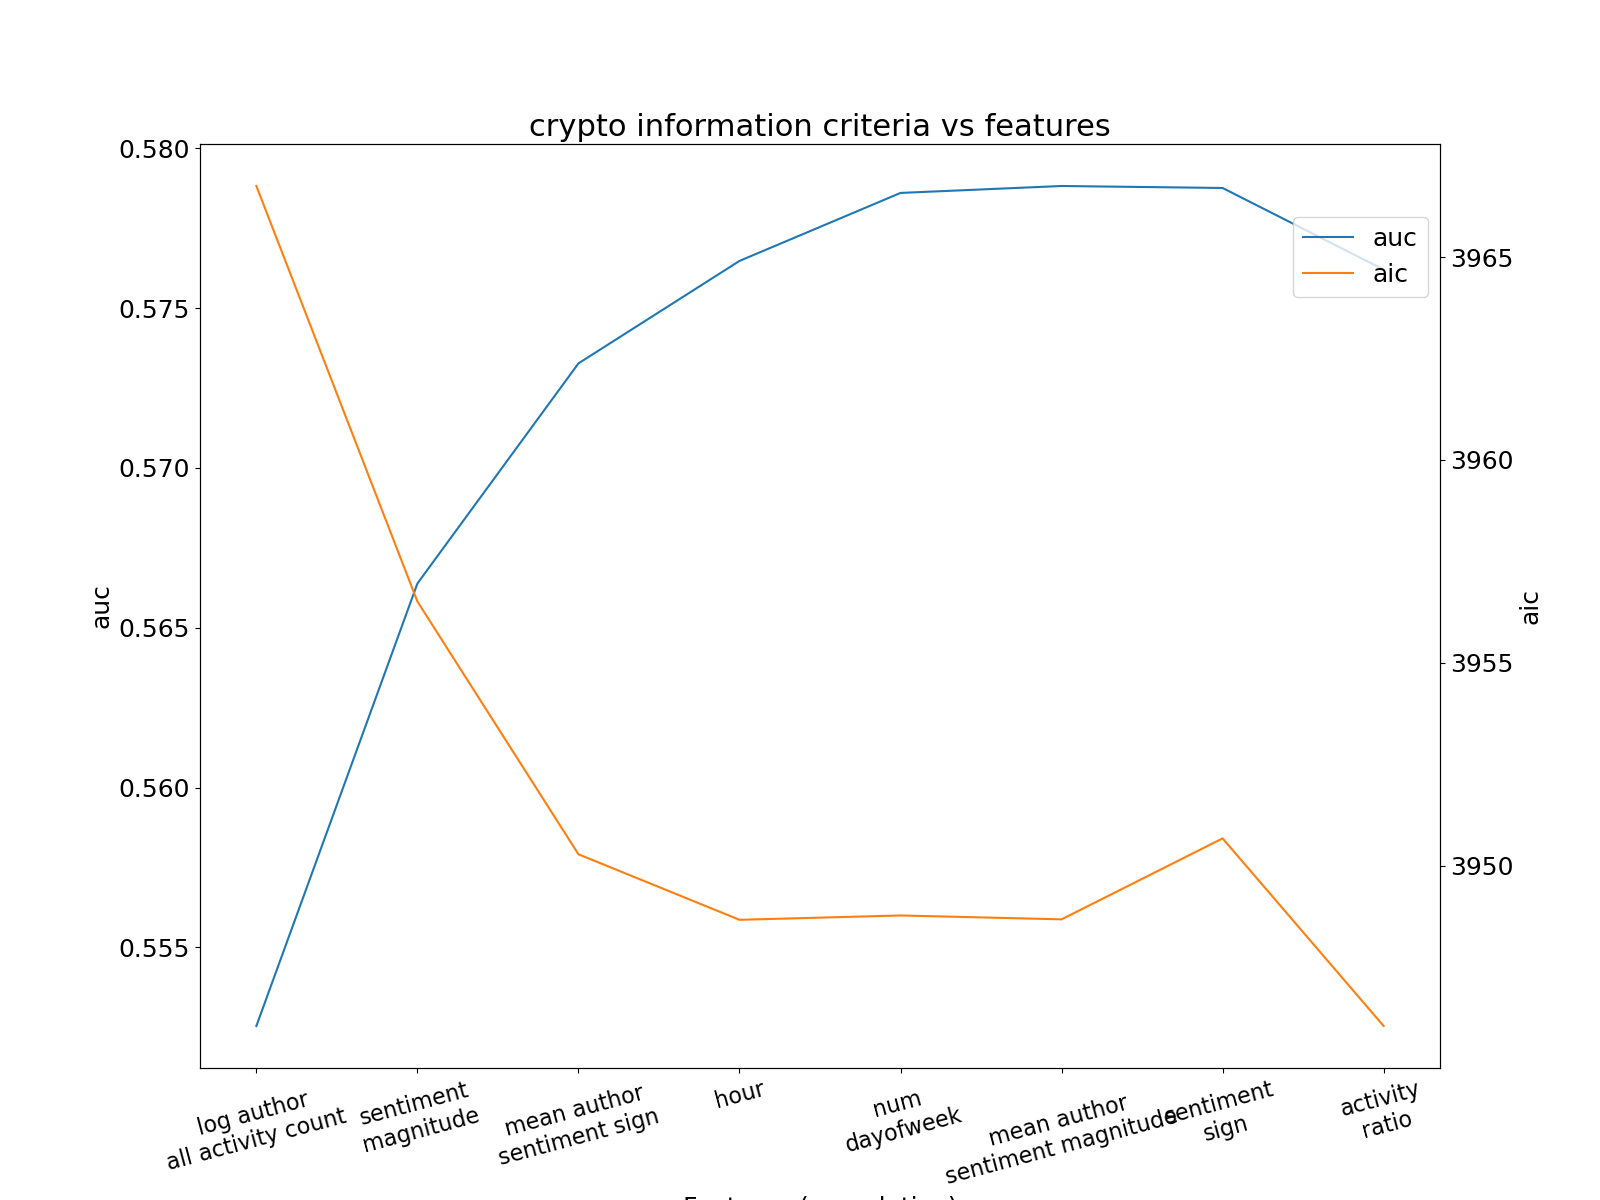 crypto information criteria vs features
0.580
0.575
0.570
0.565
0.560
0.555
auc
auc
aic
3965
3960
3955
3950
aic
log author
all activity count
sentiment
magnitude
mean author
sentiment sign
hour
num
dayofweek
mean author
sentiment magnitude
sentiment
sign
activity
ratio